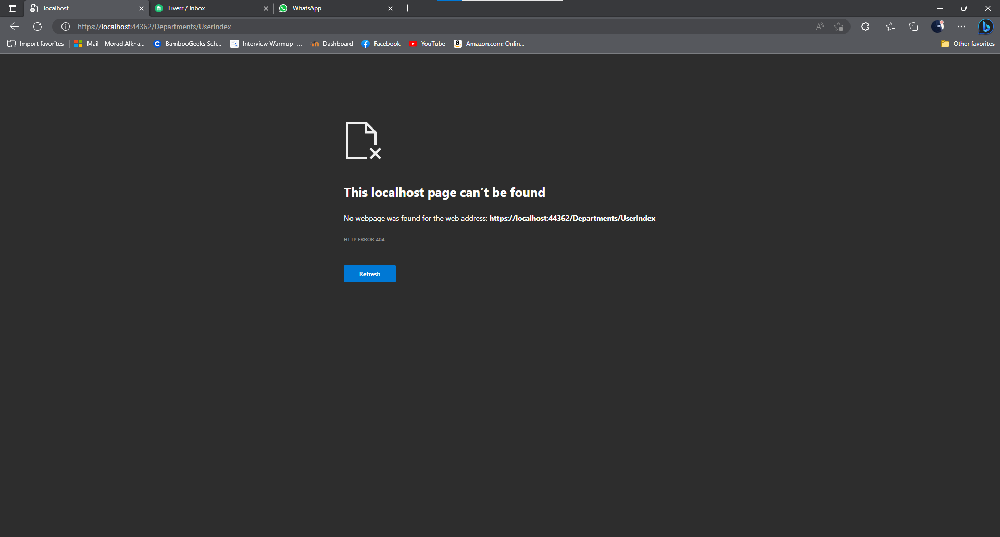 localhost
Fiverr / Inbox
WhatsApp
https://localhost:44362/Departments/UserIndex
Import favorites
Mail - Morad Alkha...
BambooGeeks Sch...
Interview Warmup -...
Dashboard
Facebook
YouTube
Amazon.com: Onlin...
Other favorites
This localhost page can't be found
No webpage was found for the web address: https://localhost:44362/Departments/UserIndex
HTTP ERROR 404
Refresh